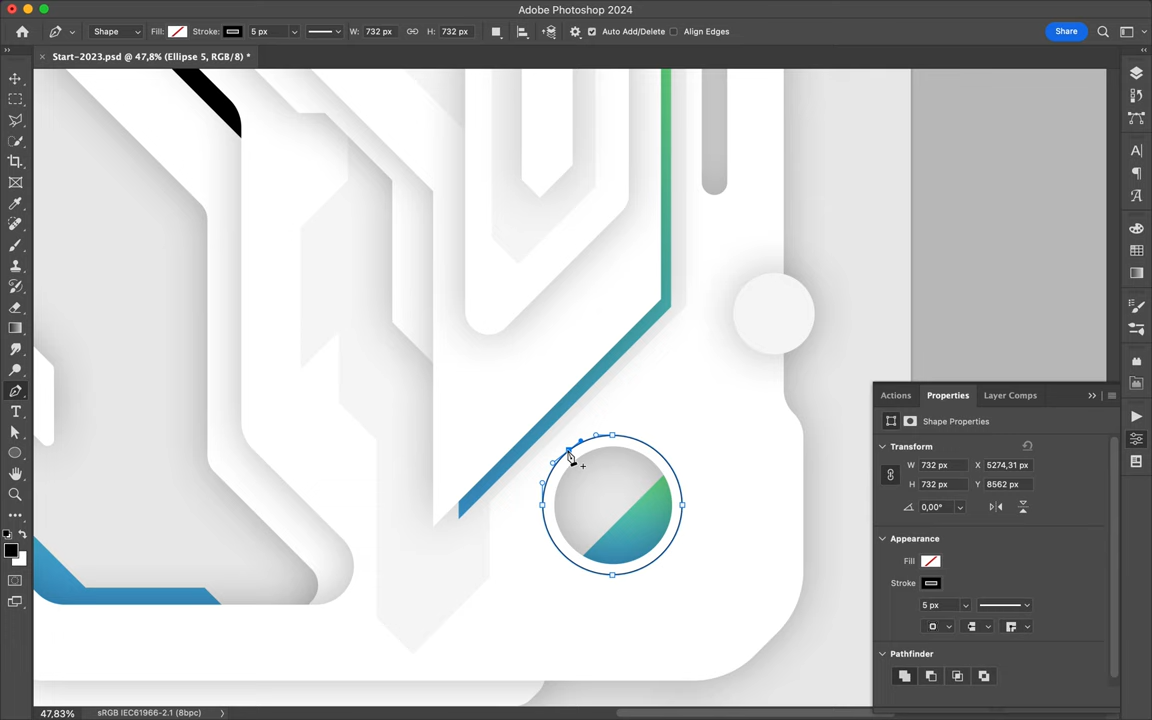 Adobe Photoshop 2024
Shape
Fill:
Stroke:
5 px
W: 732 px
H: 732 px
Auto Add/Delete
Align Edges
Share
Start-2023.psd @ 47,8% (Ellipse 5, RGB/8) *
Actions
Properties
Layer Comps
Shape Properties
Transform
W 732 px
X 5274,31 px
H 732 px
Y 8562 px
0,00°
Appearance
Fill
Stroke
5 px
Pathfinder
47,83%
sRGB IEC61966-2.1 (8bpc)